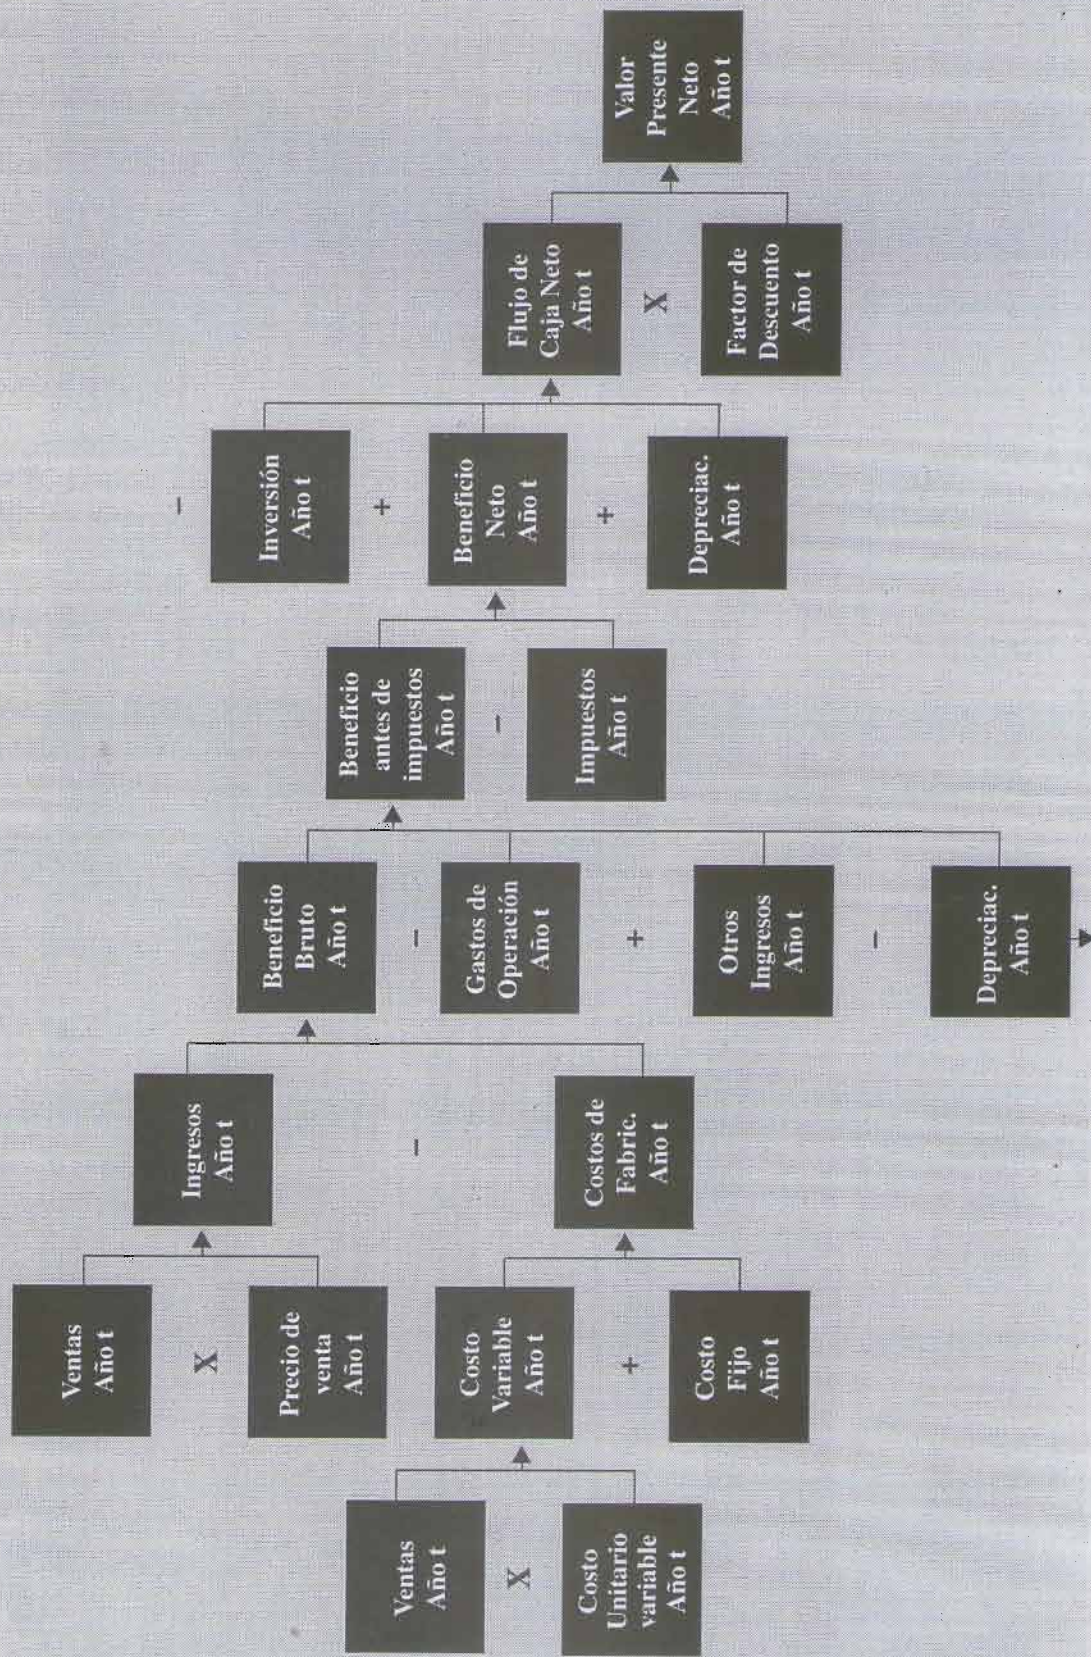 Ventas
Año t
X
Costo
Unitario
variable
Año t
Ventas
Año t
X
Precio de
venta
Año t
Costo
Variable
Año t
+
Costo
Fijo
Año t
Ingresos
Año t
–
Costos de
Fabric.
Año t
Beneficio
Bruto
Año t
–
Gastos de
Operación
Año t
+
Otros
Ingresos
Año t
–
Depreciac.
Año t
Beneficio
antes de
impuestos
Año t
–
Impuestos
Año t
–
Inversión
Año t
+
Beneficio
Neto
Año t
+
Depreciac.
Año t
Flujo de
Caja Neto
Año t
X
Factor de
Descuento
Año t
Valor
Presente
Neto
Año t